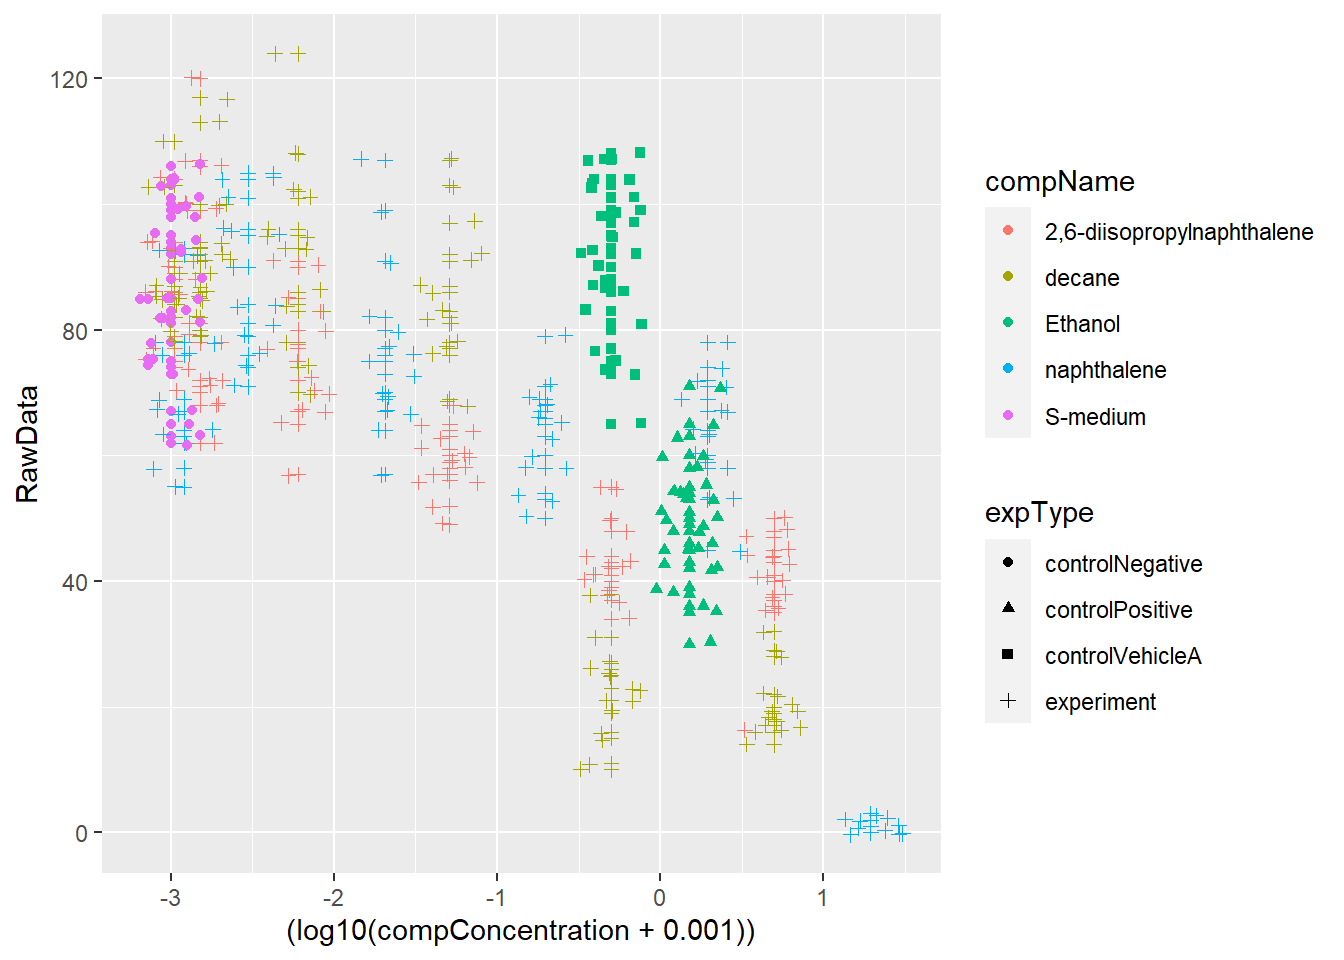 RawData
120
80
40
0
-3
-2
-1
0
1
(log10(compConcentration + 0.001))
compName
2,6-diisopropylnaphthalene
decane
Ethanol
naphthalene
S-medium
expType
controlNegative
controlPositive
controlVehicleA
experiment